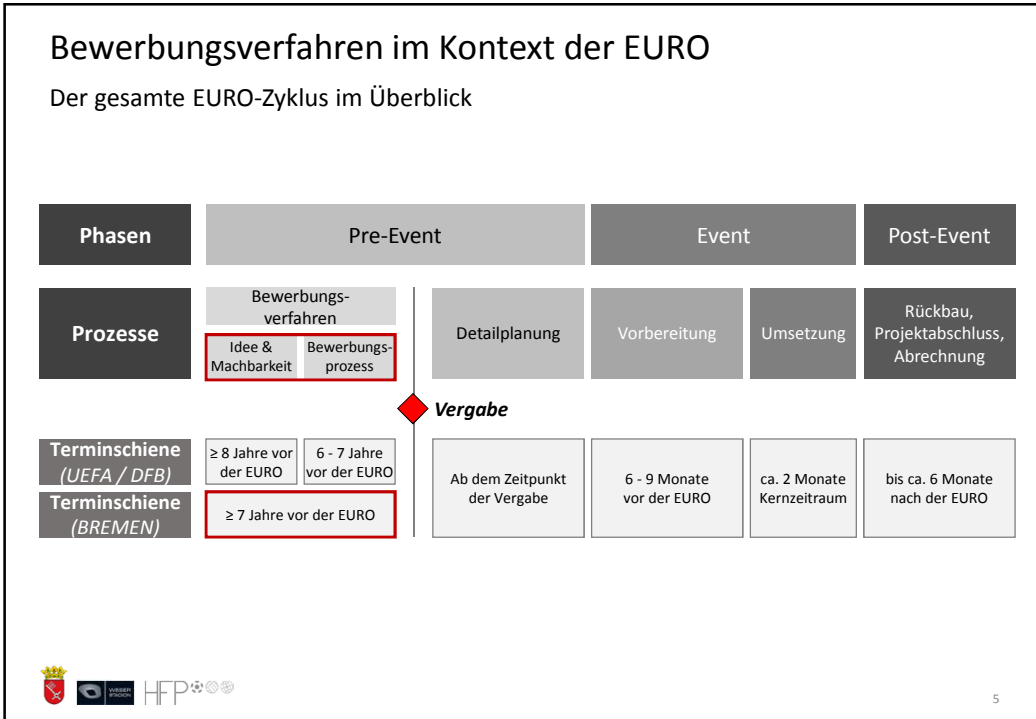 Bewerbungsverfahren im Kontext der EURO
Der gesamte EURO-Zyklus im Überblick
Phasen
Pre-Event
Event
Post-Event
Prozesse
Bewerbungs-
verfahren
Idee &
Machbarkeit
Bewerbungs-
prozess
Detailplanung
Vorbereitung
Umsetzung
Rückbau,
Projektabschluss,
Abrechnung
Vergabe
Terminschiene
(UEFA / DFB)
≥ 8 Jahre vor
der EURO
6 - 7 Jahre
vor der EURO
Ab dem Zeitpunkt
der Vergabe
6 - 9 Monate
vor der EURO
ca. 2 Monate
Kernzeitraum
bis ca. 6 Monate
nach der EURO
Terminschiene
(BREMEN)
≥ 7 Jahre vor der EURO
WESER
STADION
HFP
5